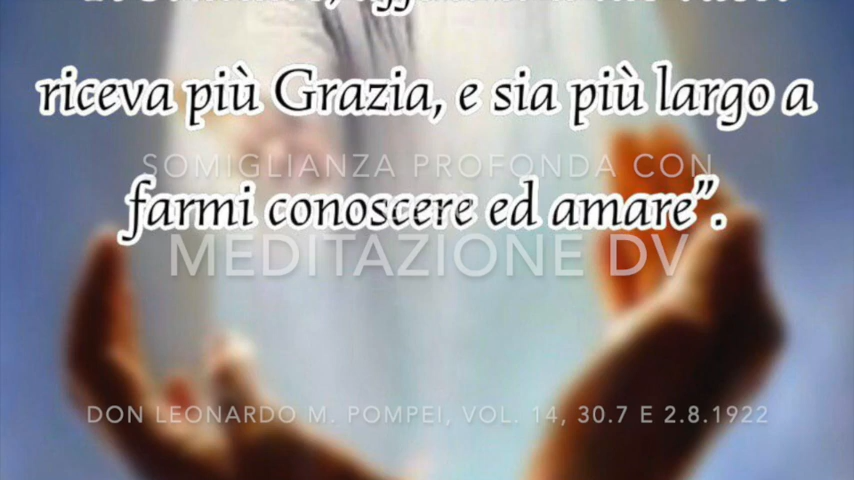 riceva più Grazia, e sia più largo a
SOMIGLIANZA PROFONDA CON
farmi conoscere ed amare”.
MEDITAZIONE DV
DON LEONARDO M. POMPEI, VOL. 14, 30.7 E 2.8.1922